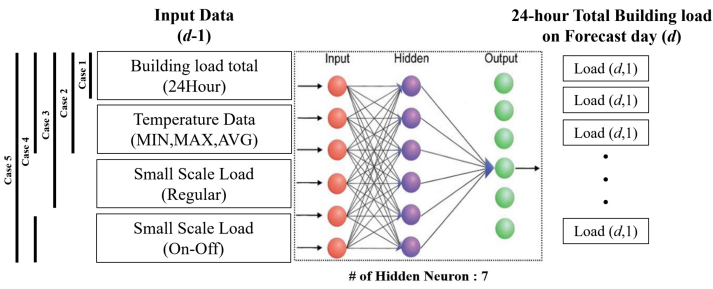 Input Data
(d-1)
24-hour Total Building load
on Forecast day (d)
Case 5
Case 4
Case 3
Case 2
Case 1
Building load total
(24Hour)
Temperature Data
(MIN,MAX,AVG)
Small Scale Load
(Regular)
Small Scale Load
(On-Off)
Input
Hidden
Output
Load (d,1)
Load (d,1)
Load (d,1)
Load (d,1)
# of Hidden Neuron : 7